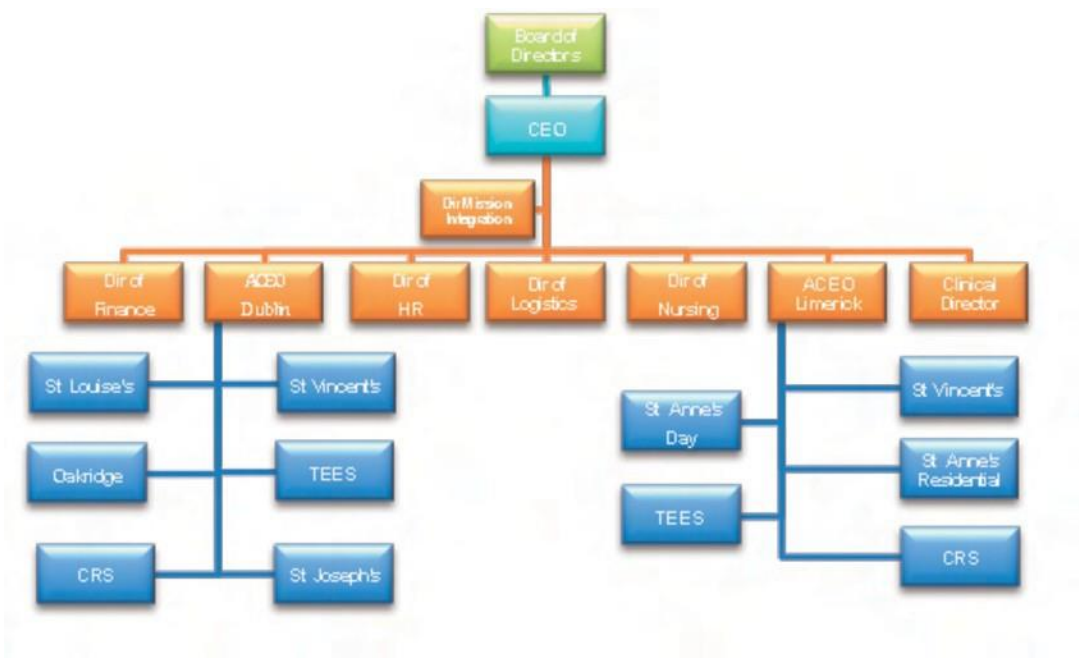 Board of
Directors
CEO
Dir Mission
Integration
Dir of
Finance
ACEO
Dublin
Dir of
HR
Dir of
Logistics
Dir of
Nursing
ACEO
Limerick
Clinical
Director
St Louise's
St Vincent's
Oakridge
TEES
CRS
St Joseph's
St Anne's
Day
St Vincent's
St Anne's
Residential
TEES
CRS